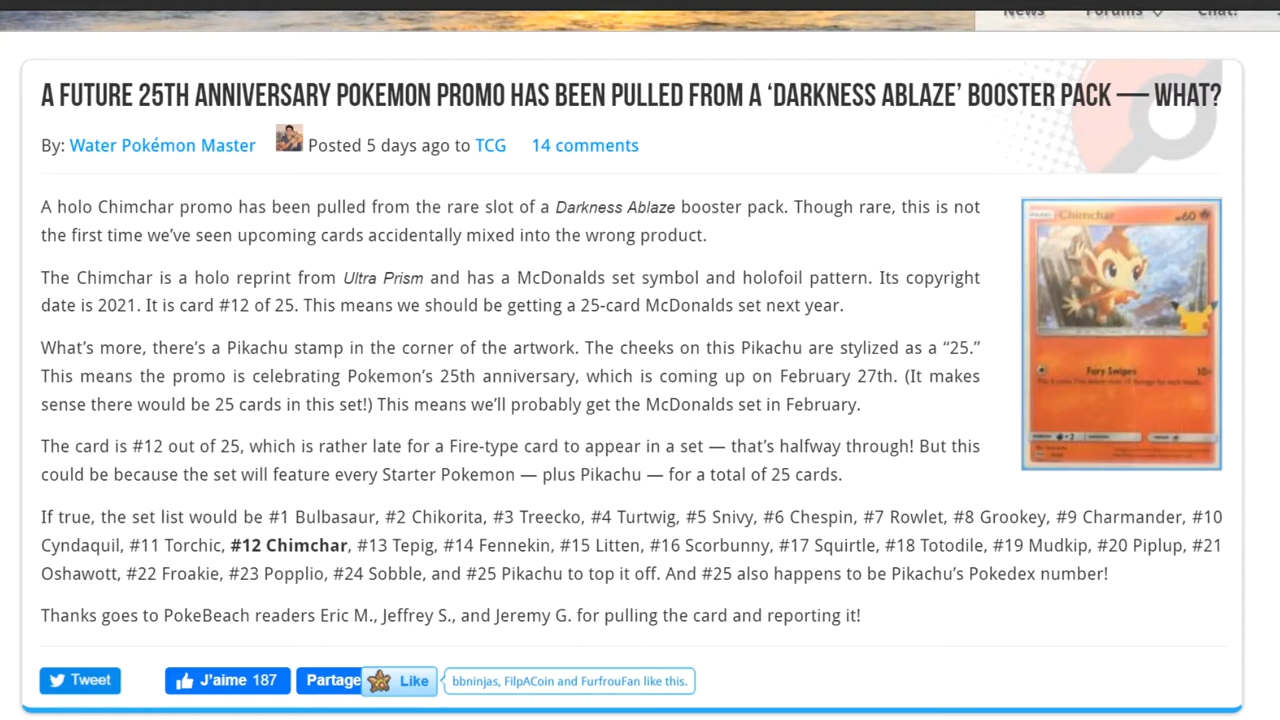 News Forums Chat!
A FUTURE 25TH ANNIVERSARY POKEMON PROMO HAS BEEN PULLED FROM A ‘DARKNESS ABLAZE’ BOOSTER PACK — WHAT?
By: Water Pokémon Master Posted 5 days ago to TCG 14 comments
A holo Chimchar promo has been pulled from the rare slot of a Darkness Ablaze booster pack. Though rare, this is not
the first time we’ve seen upcoming cards accidentally mixed into the wrong product.
The Chimchar is a holo reprint from Ultra Prism and has a McDonalds set symbol and holofoil pattern. Its copyright
date is 2021. It is card #12 of 25. This means we should be getting a 25-card McDonalds set next year.
What’s more, there’s a Pikachu stamp in the corner of the artwork. The cheeks on this Pikachu are stylized as a “25.”
This means the promo is celebrating Pokemon’s 25th anniversary, which is coming up on February 27th. (It makes
sense there would be 25 cards in this set!) This means we’ll probably get the McDonalds set in February.
The card is #12 out of 25, which is rather late for a Fire-type card to appear in a set — that’s halfway through! But this
could be because the set will feature every Starter Pokemon — plus Pikachu — for a total of 25 cards.
Chimchar 60
Fury Swipes 10×
If true, the set list would be #1 Bulbasaur, #2 Chikorita, #3 Treecko, #4 Turtwig, #5 Snivy, #6 Chespin, #7 Rowlet, #8 Grookey, #9 Charmander, #10
Cyndaquil, #11 Torchic, #12 Chimchar, #13 Tepig, #14 Fennekin, #15 Litten, #16 Scorbunny, #17 Squirtle, #18 Totodile, #19 Mudkip, #20 Piplup, #21
Oshawott, #22 Froakie, #23 Popplio, #24 Sobble, and #25 Pikachu to top it off. And #25 also happens to be Pikachu’s Pokedex number!
Thanks goes to PokeBeach readers Eric M., Jeffrey S., and Jeremy G. for pulling the card and reporting it!
Tweet J’aime 187 Partage Like bbninjas, FilpACoin and FurfrouFan like this.